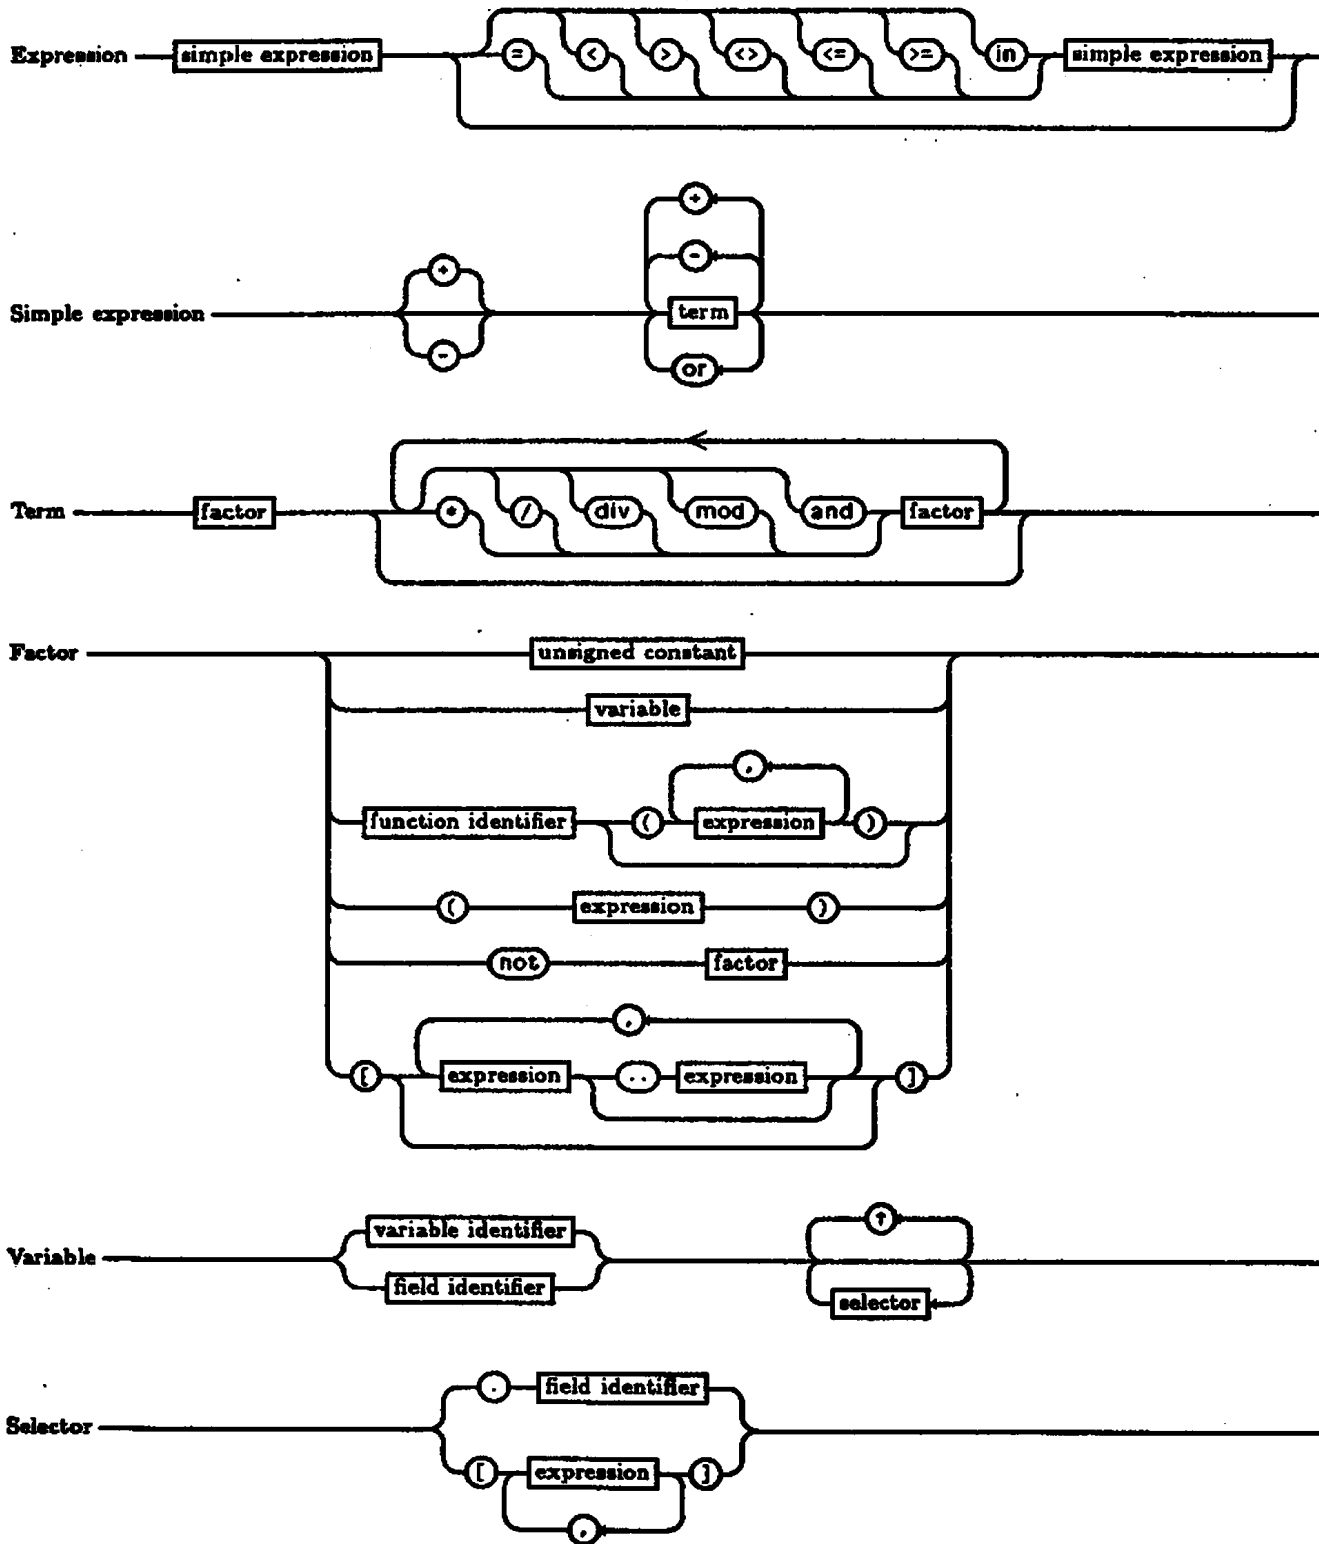 Expression simple expression = < > <> <= >= in simple expression
+
-
+
Simple expression term
-
or
Term factor * / div mod and factor
Factor unsigned constant
variable
,
function identifier ( expression )
( expression )
not factor
,
[ expression .. expression ]
variable identifier ↑
Variable
field identifier selector
. field identifier
Selector
[ expression ]
,